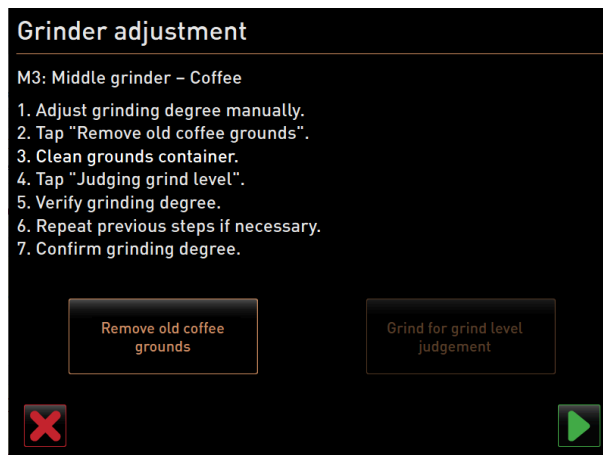 Grinder adjustment
M3: Middle grinder – Coffee
1. Adjust grinding degree manually.
2. Tap "Remove old coffee grounds".
3. Clean grounds container.
4. Tap "Judging grind level".
5. Verify grinding degree.
6. Repeat previous steps if necessary.
7. Confirm grinding degree.
Remove old coffee
grounds
Grind for grind level
judgement